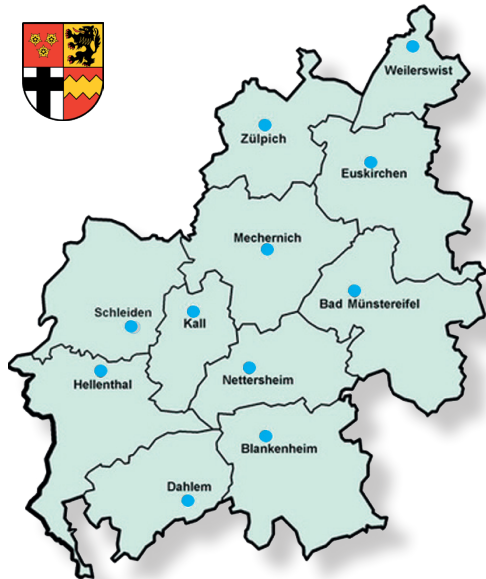 Weilerswist
Zülpich
Euskirchen
Mechernich
Bad Münstereifel
Schleiden
Kall
Nettersheim
Hellenthal
Blankenheim
Dahlem